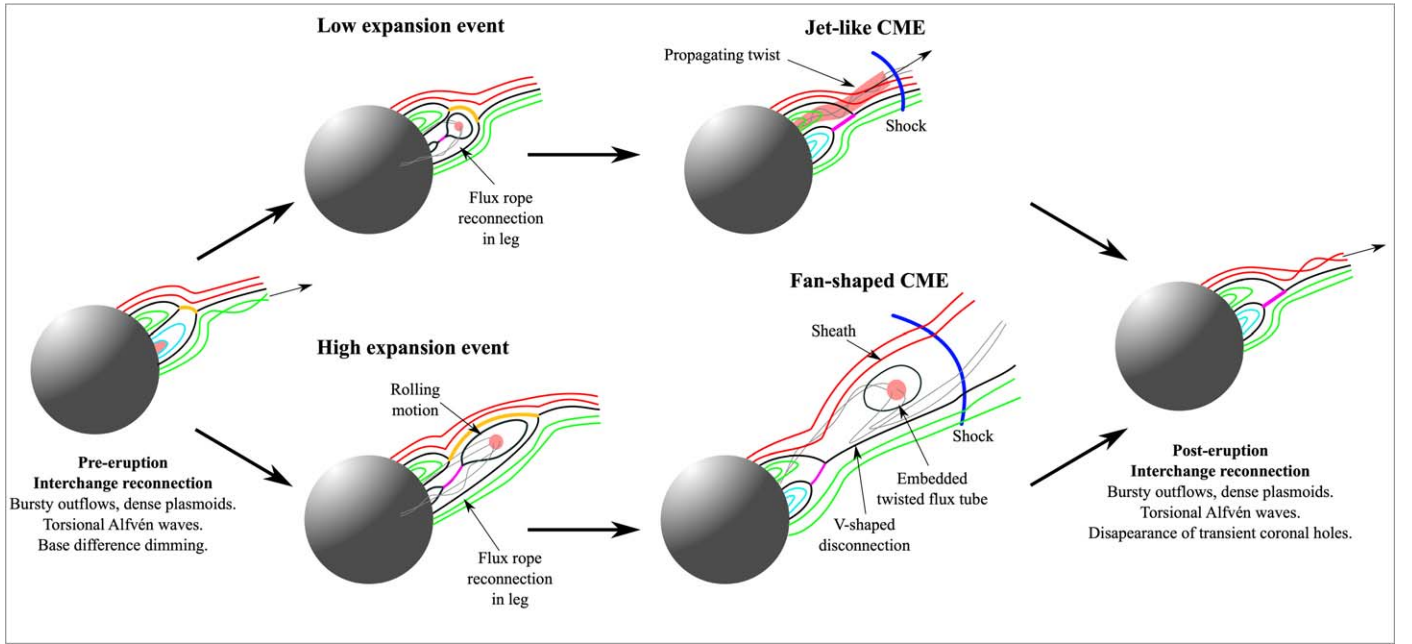 Low expansion event
Jet-like CME
Propagating twist
Shock
Flux rope
reconnection
in leg
Fan-shaped CME
High expansion event
Sheath
Rolling
motion
Shock
Embedded
twisted flux tube
V-shaped
disconnection
Flux rope
reconnection
in leg
Pre-eruption
Interchange reconnection
Bursty outflows, dense plasmoids.
Torsional Alfvén waves.
Base difference dimming.
Post-eruption
Interchange reconnection
Bursty outflows, dense plasmoids.
Torsional Alfvén waves.
Disapearance of transient coronal holes.